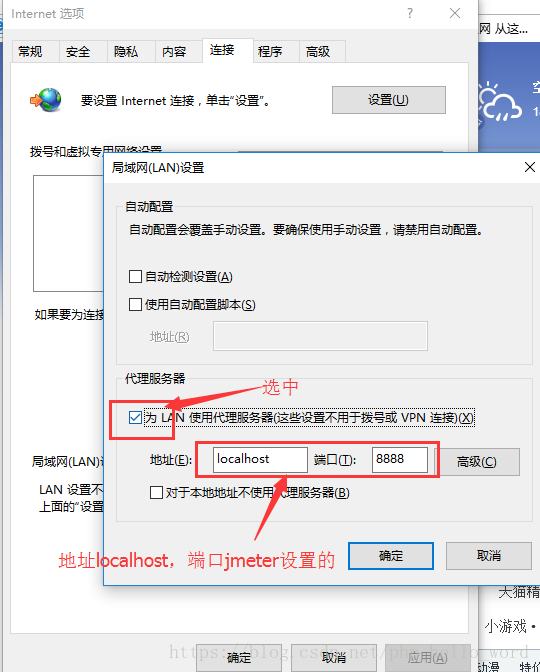 Internet 选项
常规 安全 隐私 内容 连接 程序 高级
网 从这...
要设置 Internet 连接，单击“设置”。
设置(U)
拨号和虚拟专用网络设置
局域网(LAN)设置
自动配置
自动配置会覆盖手动设置。要确保使用手动设置，请禁用自动配置。
自动检测设置(A)
使用自动配置脚本(S)
地址(R)
如果要为连接
代理服务器
选中
为 LAN 使用代理服务器(这些设置不用于拨号或 VPN 连接)(X)
地址(E): localhost 端口(T): 8888 高级(C)
局域网(LAN)
对于本地地址不使用代理服务器(B)
LAN 设置不
上面的“设置
地址localhost，端口jmeter设置的
确定 取消
天猫精
小游戏·
确定 取消 应用(A)
动漫 特价